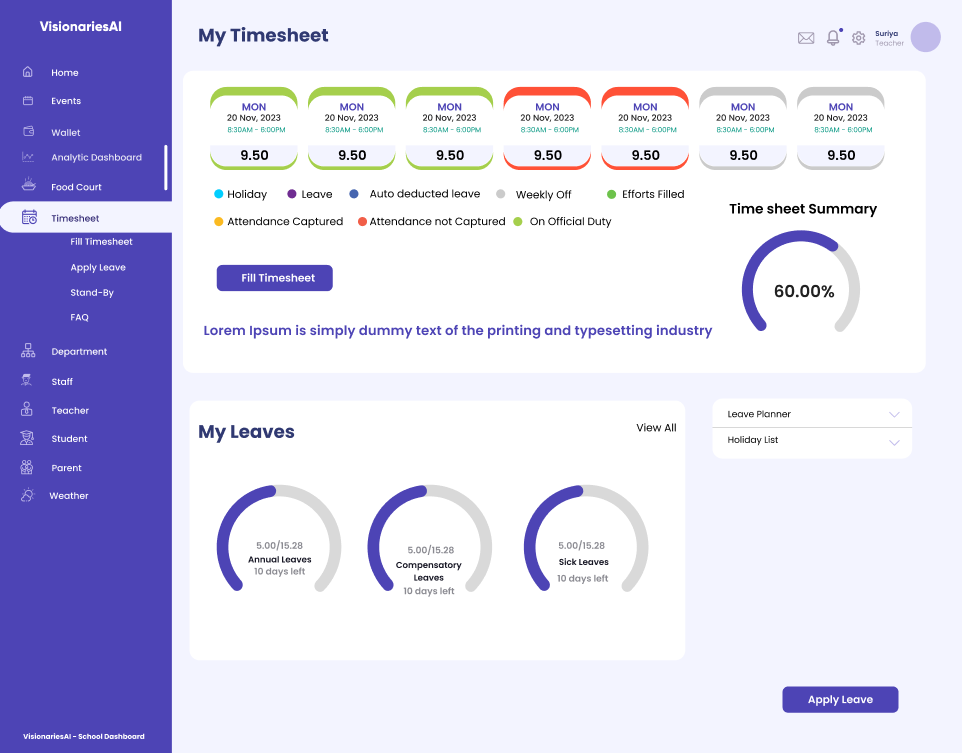 VisionariesAI
Home
Events
Wallet
Analytic Dashboard
Food Court
Timesheet
Fill Timesheet
Apply Leave
Stand-By
FAQ
Department
Staff
Teacher
Student
Parent
Weather
VisionariesAI - School Dashboard
My Timesheet
Suriya
Teacher
MON MON MON MON MON MON MON
20 Nov, 2023 20 Nov, 2023 20 Nov, 2023 20 Nov, 2023 20 Nov, 2023 20 Nov, 2023 20 Nov, 2023
8:30AM - 6:00PM 8:30AM - 6:00PM 8:30AM - 6:00PM 8:30AM - 6:00PM 8:30AM - 6:00PM 8:30AM - 6:00PM 8:30AM - 6:00PM
9.50 9.50 9.50 9.50 9.50 9.50 9.50
Holiday Leave Auto deducted leave Weekly Off Efforts Filled
Attendance Captured Attendance not Captured On Official Duty
Time sheet Summary
60.00%
Fill Timesheet
Lorem Ipsum is simply dummy text of the printing and typesetting industry
My Leaves
View All
5.00/15.28
Annual Leaves
10 days left
5.00/15.28
Compensatory
Leaves
10 days left
5.00/15.28
Sick Leaves
10 days left
Leave Planner
Holiday List
Apply Leave